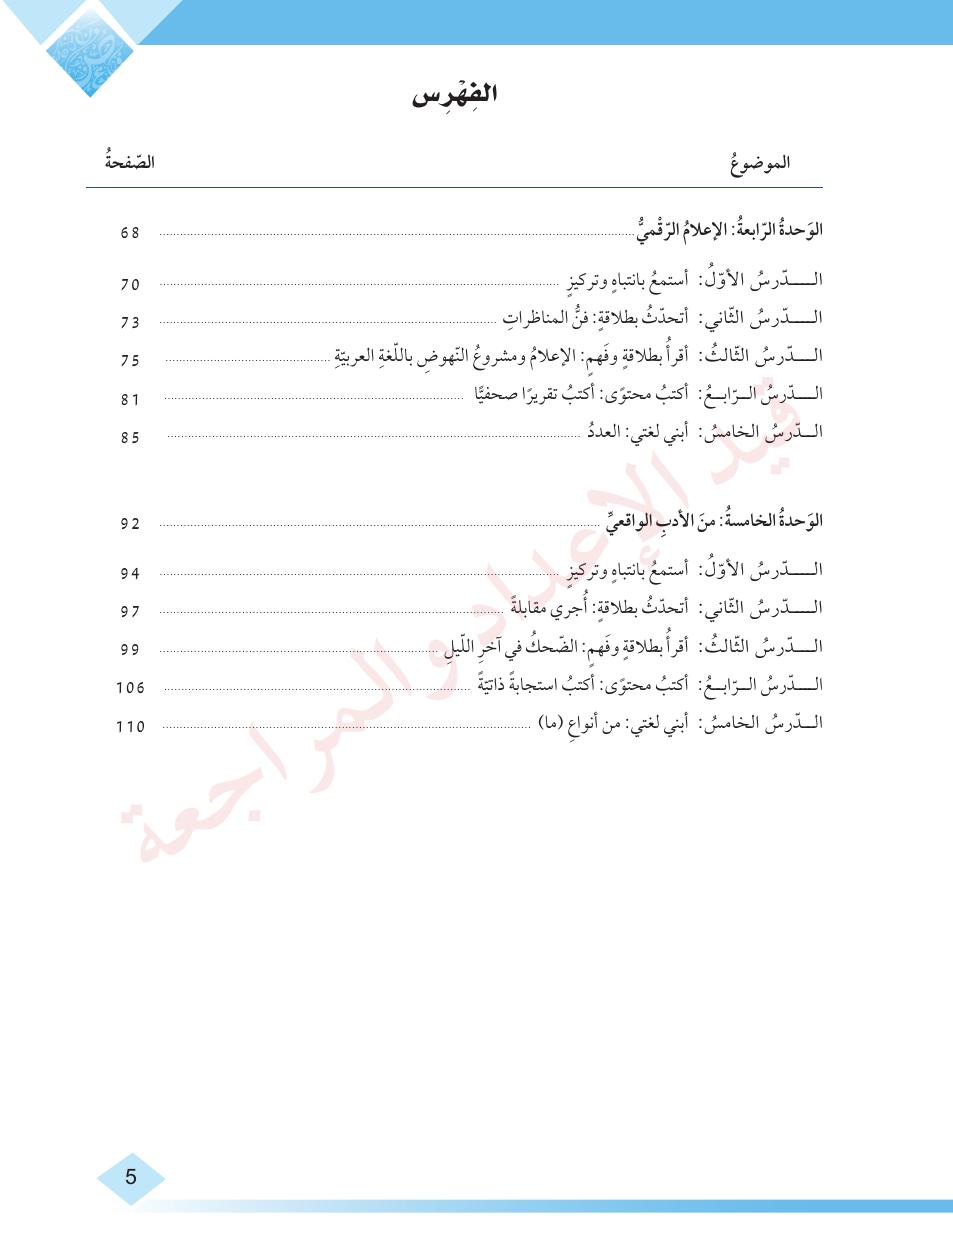 الفِهْرِس
الموضوعُ الصّفحةُ
الوَحدةُ الرّابعةُ: الإعلامُ الرّقْميُّ 68
الدّرسُ الأوّلُ: أستمعُ بانتباهٍ وتركيزٍ 70
الدّرسُ الثّاني: أتحدّثُ بطلاقةٍ: فنُّ المناظراتِ 73
الدّرسُ الثّالثُ: أقرأُ بطلاقةٍ وفَهمٍ: الإعلامُ ومشروعُ النّهوضِ باللّغةِ العربيّةِ 75
الدّرسُ الرّابعُ: أكتبُ محتوًى: أكتبُ تقريرًا صحفيًّا 81
الدّرسُ الخامسُ: أبني لغتي: العددُ 85
الوَحدةُ الخامسةُ: منَ الأدبِ الواقعيِّ 92
الدّرسُ الأوّلُ: أستمعُ بانتباهٍ وتركيزٍ 94
الدّرسُ الثّاني: أتحدّثُ بطلاقةٍ: أُجري مقابلةً 97
الدّرسُ الثّالثُ: أقرأُ بطلاقةٍ وفَهمٍ: الضّحكُ في آخرِ اللّيلِ 99
الدّرسُ الرّابعُ: أكتبُ محتوًى: أكتبُ استجابةً ذاتيّةً 106
الدّرسُ الخامسُ: أبني لغتي: من أنواعِ (ما) 110
قيد الإعداد والمراجعة
5